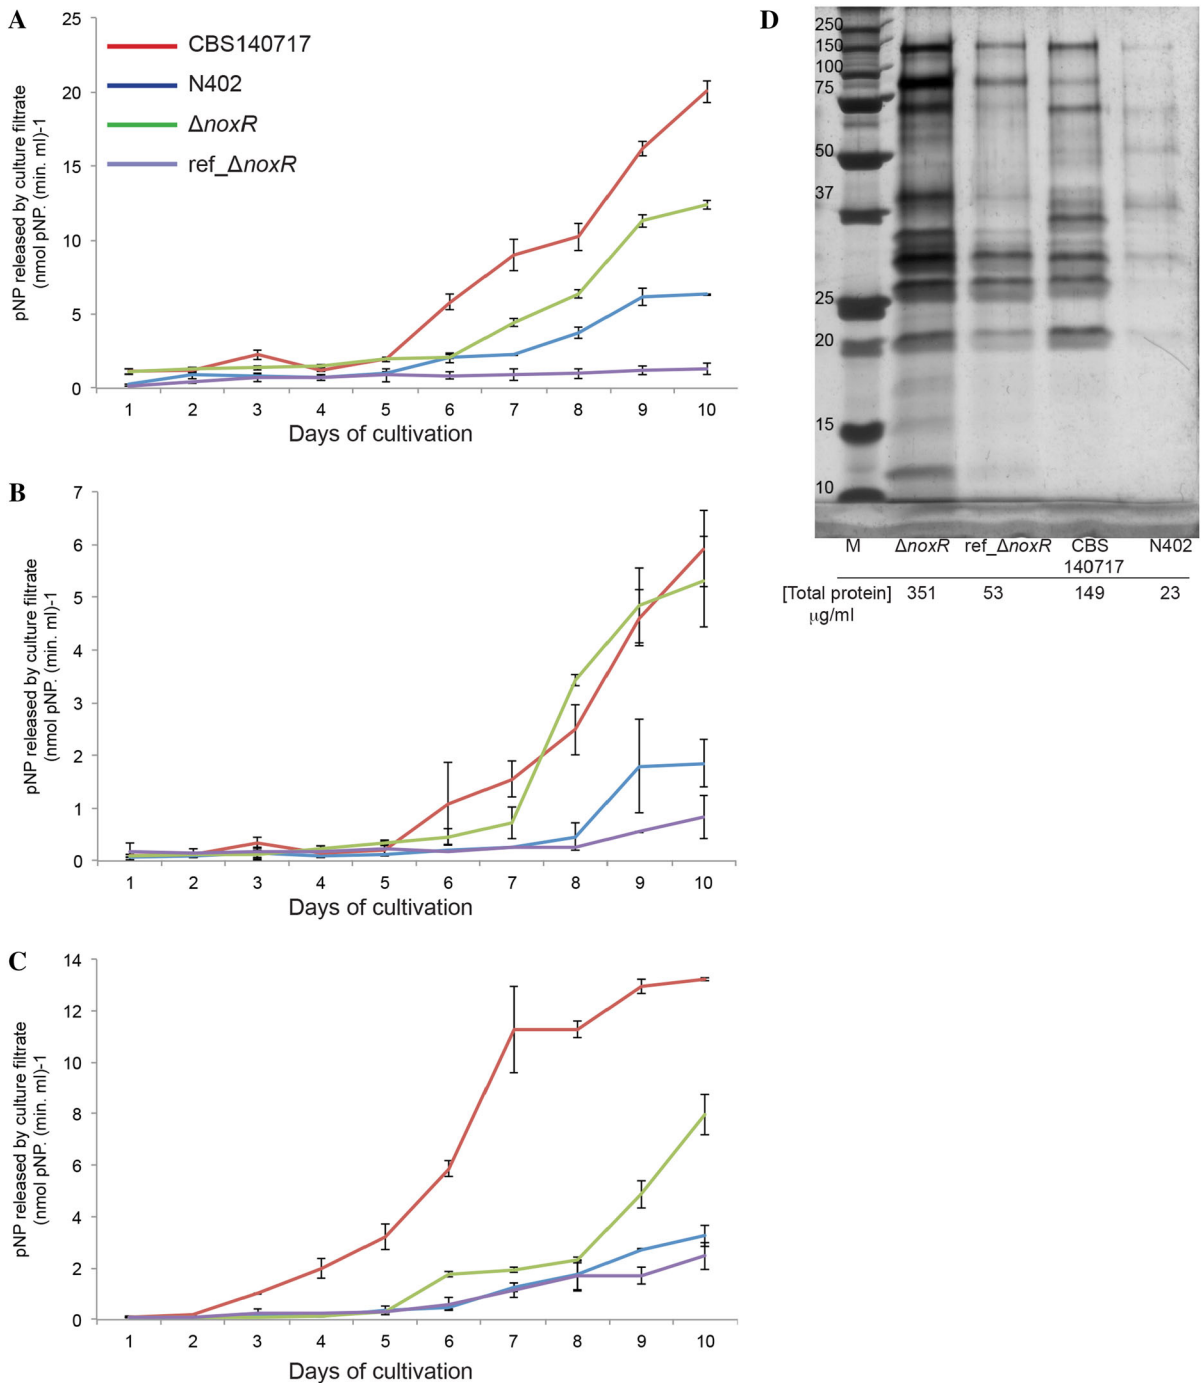 A
25
20
15
10
5
0
pNP released by culture filtrate
(nmol pNP. (min. ml)-1
CBS140717
N402
ΔnoxR
ref_ΔnoxR
1 2 3 4 5 6 7 8 9 10
Days of cultivation
B
7
6
5
4
3
2
1
0
pNP released by culture filtrate
(nmol pNP. (min. ml)-1
1 2 3 4 5 6 7 8 9 10
Days of cultivation
C
14
12
10
8
6
4
2
0
pNP released by culture filtrate
(nmol pNP. (min. ml)-1
1 2 3 4 5 6 7 8 9 10
Days of cultivation
D
250
150
100
75
50
37
25
20
15
10
M ΔnoxR ref_ΔnoxR CBS N402
140717
[Total protein] 351 53 149 23
μg/ml